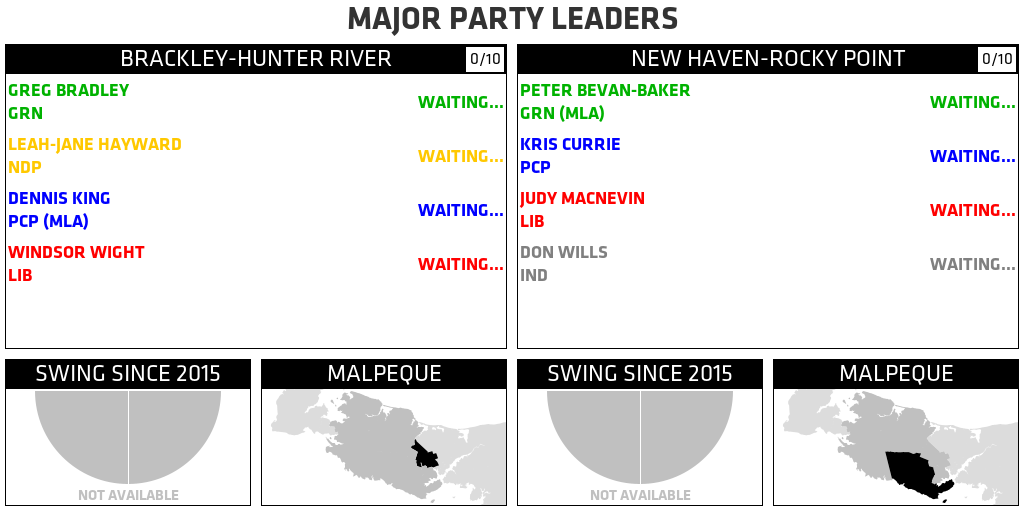 MAJOR PARTY LEADERS
BRACKLEY-HUNTER RIVER
0/10
GREG BRADLEY
GRN
WAITING...
LEAH-JANE HAYWARD
NDP
WAITING...
DENNIS KING
PCP (MLA)
WAITING...
WINDSOR WIGHT
LIB
WAITING...
NEW HAVEN-ROCKY POINT
0/10
PETER BEVAN-BAKER
GRN (MLA)
WAITING...
KRIS CURRIE
PCP
WAITING...
JUDY MACNEVIN
LIB
WAITING...
DON WILLS
IND
WAITING...
SWING SINCE 2015
NOT AVAILABLE
MALPEQUE
SWING SINCE 2015
NOT AVAILABLE
MALPEQUE